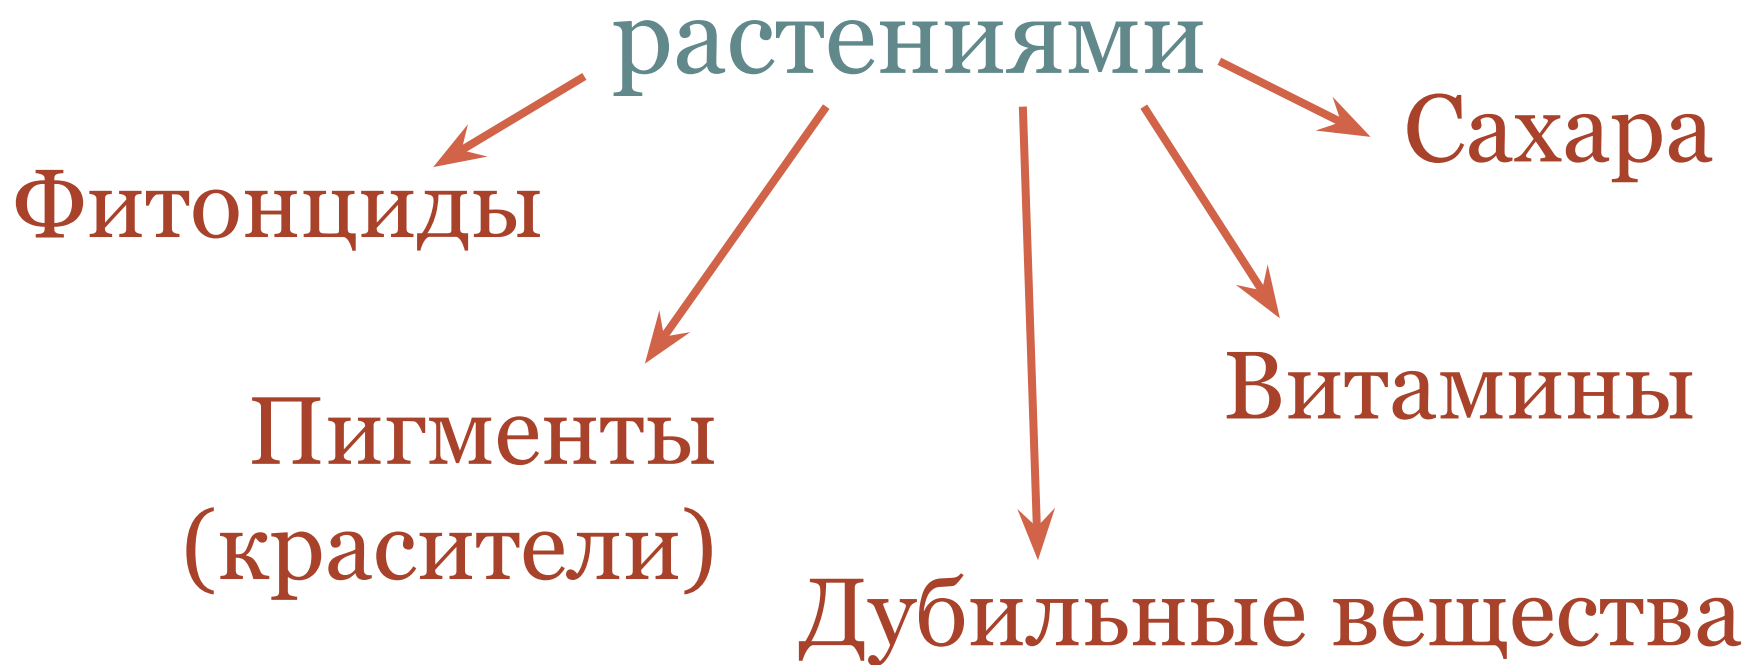 растениями
Сахара
Фитонциды
Витамины
Пигменты
(красители)
Дубильные вещества